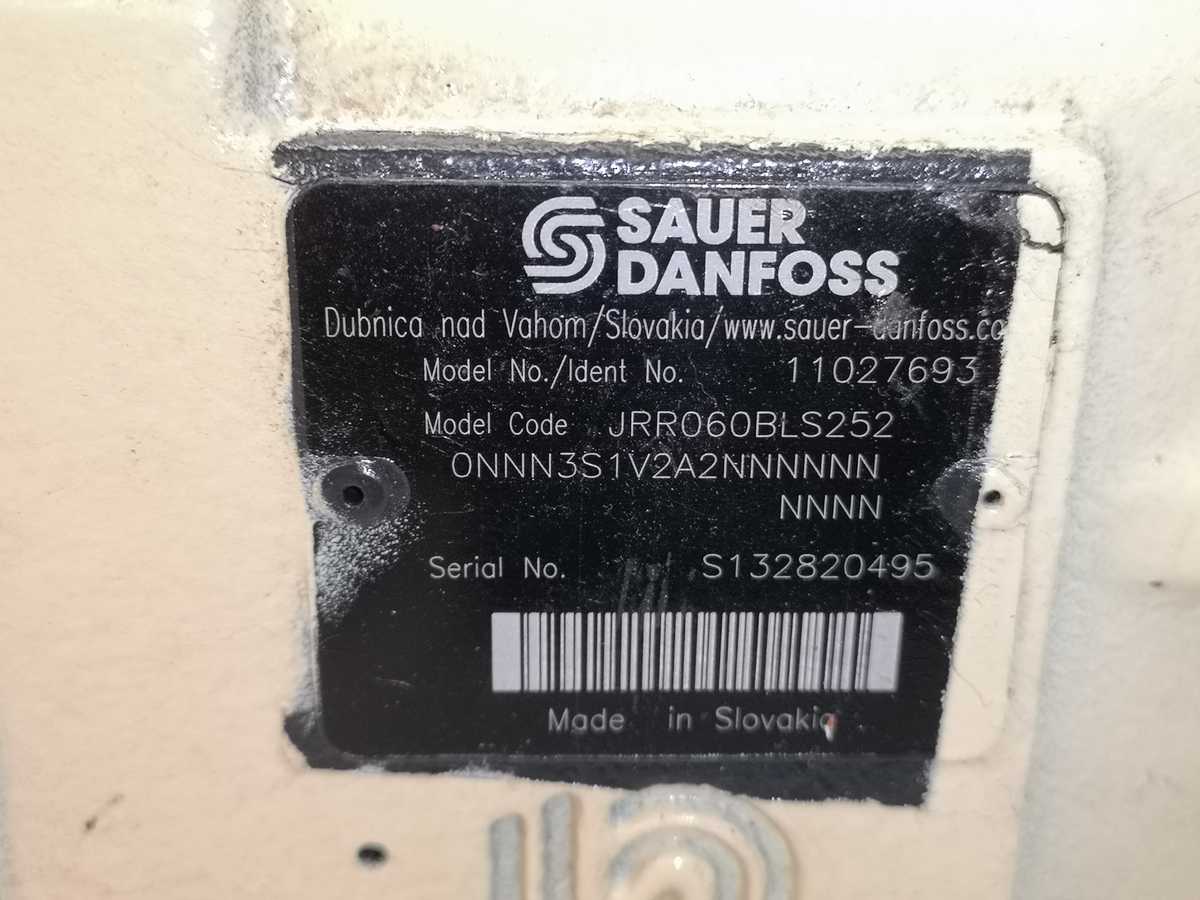 SAUER
DANFOSS
Dubnica nad Vahom/Slovakia/www.sauer-danfoss.co
Model No./Ident No. 11027693
Model Code JRR060BLS252
0NNN3S1V2A2NNNNNNN
NNNN
Serial No. S132820495
Made in Slovakia